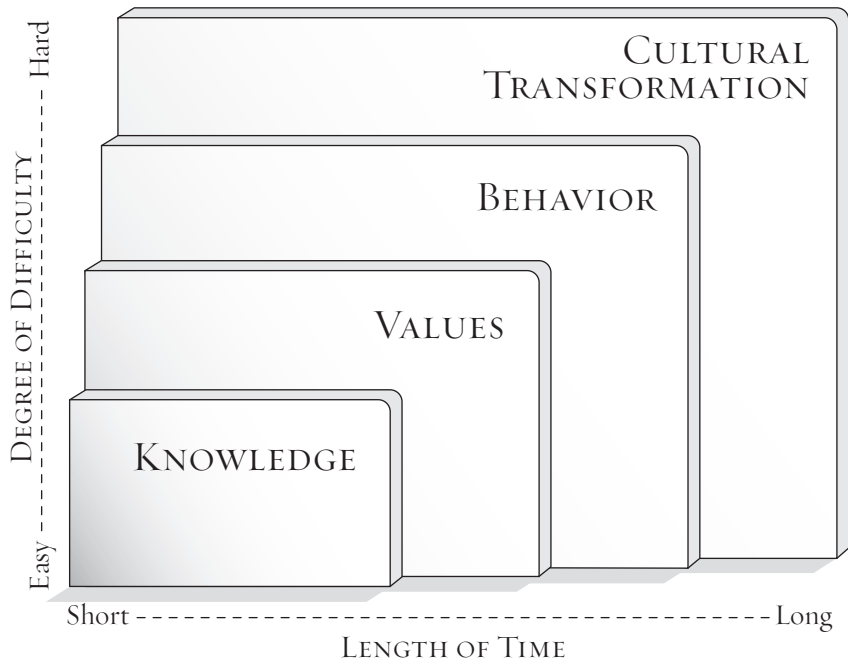 Hard
Degree of Difficulty
Easy
Cultural
Transformation
Behavior
Values
Knowledge
Short
Long
Length of Time